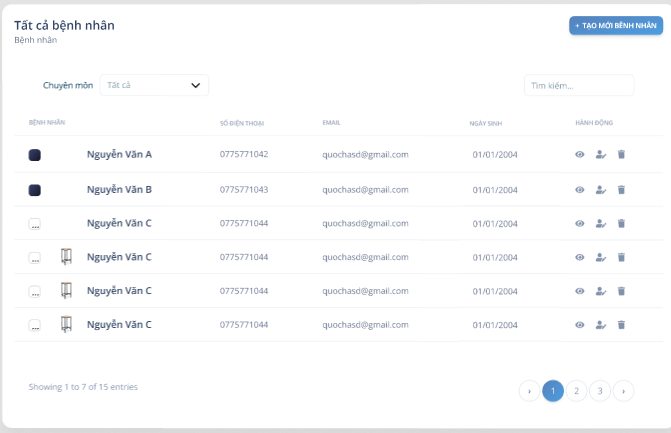 Tất cả bệnh nhân
+ TẠO MỚI BỆNH NHÂN
Bệnh nhân
Chuyên môn Tất cả Tìm kiếm...
BỆNH NHÂN SỐ ĐIỆN THOẠI EMAIL NGÀY SINH HÀNH ĐỘNG
Nguyễn Văn A 0775771042 quochasd@gmail.com 01/01/2004
Nguyễn Văn B 0775771043 quochasd@gmail.com 01/01/2004
... Nguyễn Văn C 0775771044 quochasd@gmail.com 01/01/2004
... Nguyễn Văn C 0775771044 quochasd@gmail.com 01/01/2004
... Nguyễn Văn C 0775771044 quochasd@gmail.com 01/01/2004
... Nguyễn Văn C 0775771044 quochasd@gmail.com 01/01/2004
Showing 1 to 7 of 15 entries › 1 2 3 ›